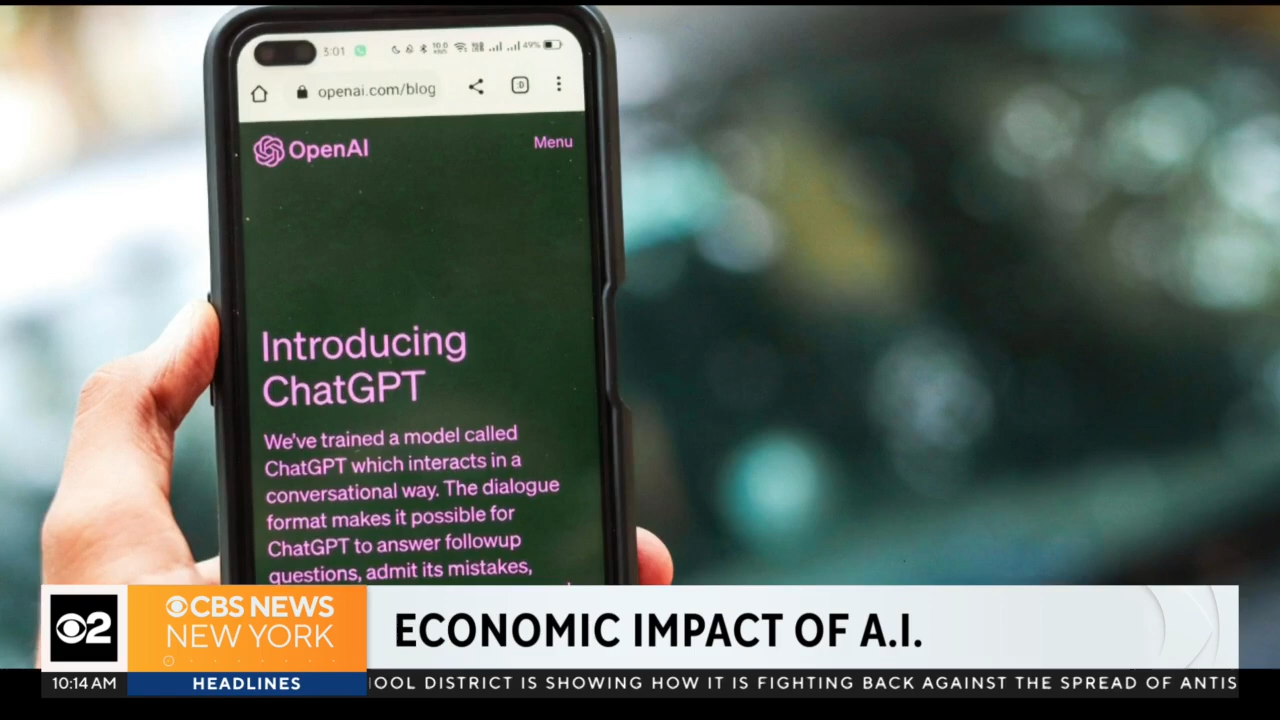 3:01
49%
openai.com/blog
OpenAI
Menu
Introducing
ChatGPT
We've trained a model called
ChatGPT which interacts in a
conversational way. The dialogue
format makes it possible for
ChatGPT to answer followup
questions, admit its mistakes,
2
CBS NEWS
NEW YORK
ECONOMIC IMPACT OF A.I.
10:14 AM
HEADLINES
OOL DISTRICT IS SHOWING HOW IT IS FIGHTING BACK AGAINST THE SPREAD OF ANTIS